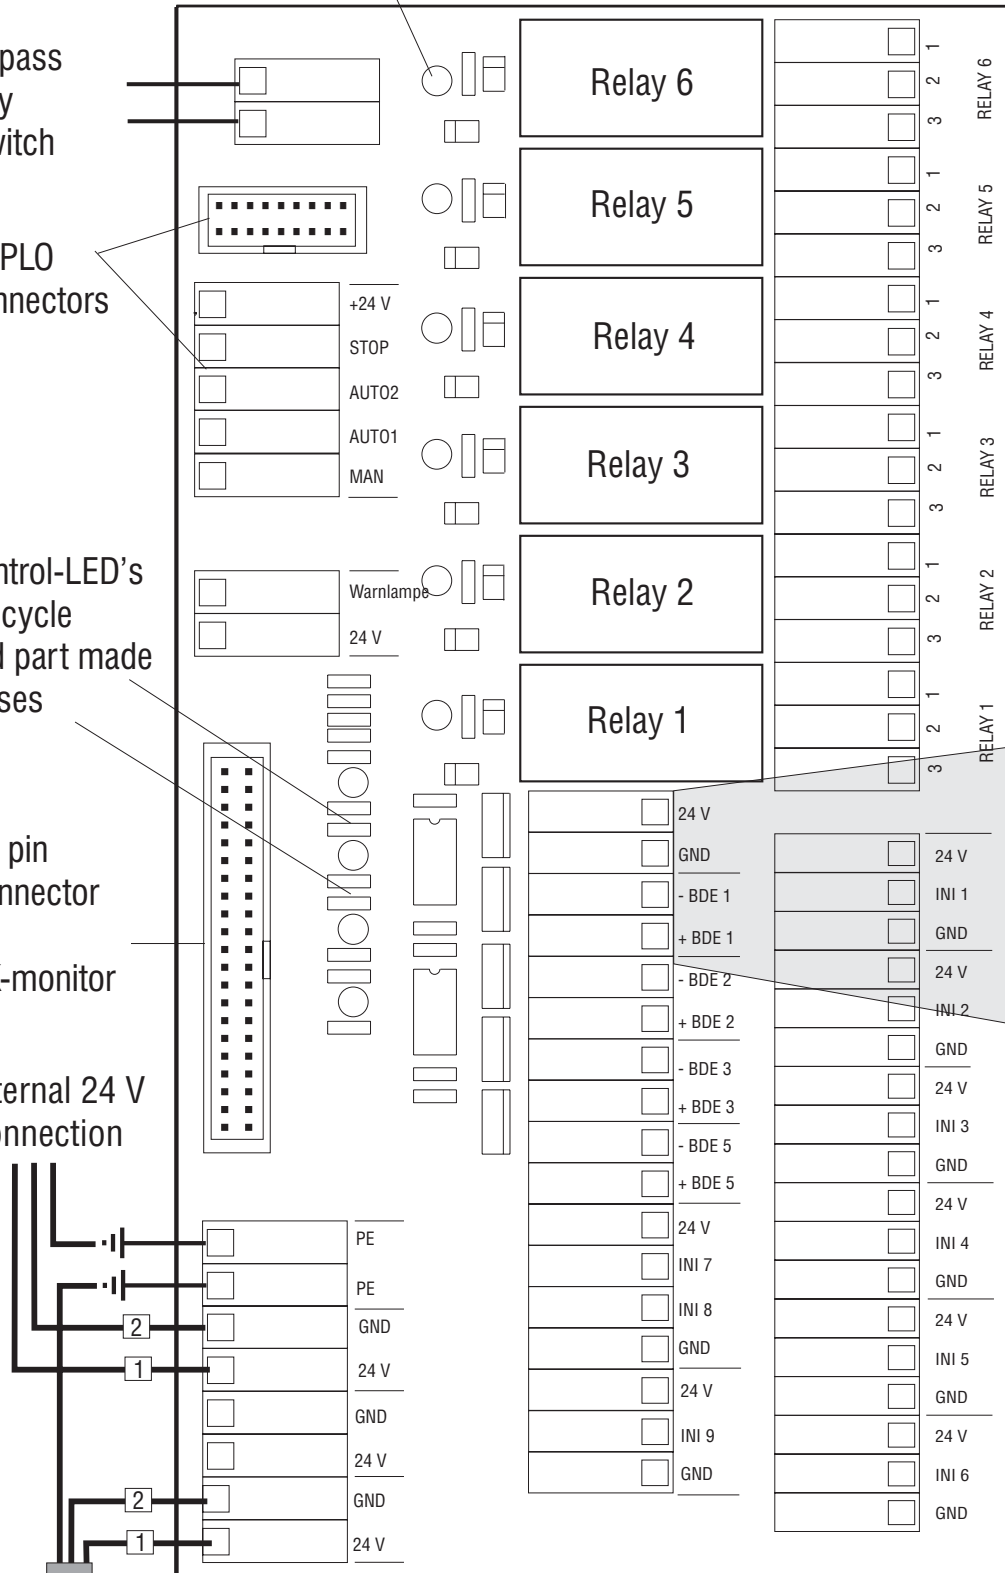 pass
y
vitch
PLO
nnectors
ntrol-LED's
cycle
d part made
ses
pin
nnector
-monitor
ternal 24 V
onnection
+24 V
STOP
AUTO2
AUTO1
MAN
Warnlampe
24 V
PE
PE
2
GND
1
24 V
GND
24 V
2
GND
1
24 V
Relay 6
Relay 5
Relay 4
Relay 3
Relay 2
Relay 1
1
2
3
RELAY 6
1
2
3
RELAY 5
1
2
3
RELAY 4
1
2
3
RELAY 3
1
2
3
RELAY 2
1
2
3
RELAY 1
24 V
GND
- BDE 1
+ BDE 1
- BDE 2
+ BDE 2
- BDE 3
+ BDE 3
- BDE 5
+ BDE 5
24 V
INI 7
INI 8
GND
24 V
INI 9
GND
24 V
INI 1
GND
24 V
INI 2
GND
24 V
INI 3
GND
24 V
INI 4
GND
24 V
INI 5
GND
24 V
INI 6
GND